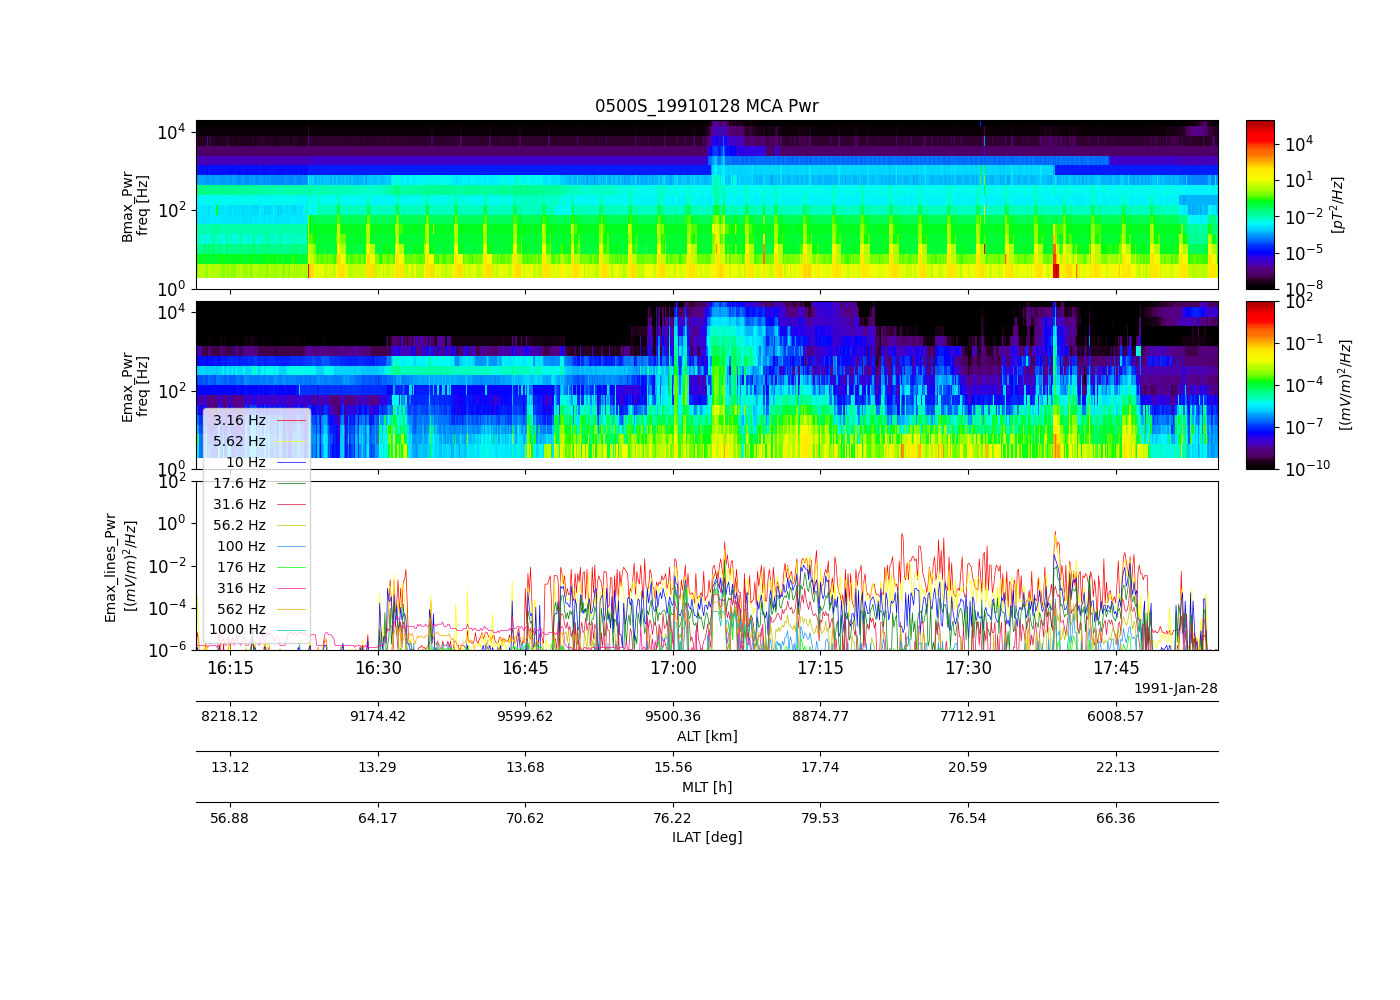 0500S_19910128 MCA Pwr
10^4
10^2
10^0
Bmax_Pwr
freq [Hz]
10^4
10^1
10^-2
10^-5
10^-8
[pT^2/Hz]
10^4
10^2
10^0
Emax_Pwr
freq [Hz]
10^2
10^-1
10^-4
10^-7
10^-10
[(mV/m)^2/Hz]
3.16 Hz
5.62 Hz
10 Hz
17.6 Hz
31.6 Hz
56.2 Hz
100 Hz
176 Hz
316 Hz
562 Hz
1000 Hz
10^2
10^0
10^-2
10^-4
10^-6
Emax_lines_Pwr
[(mV/m)^2/Hz]
16:15 16:30 16:45 17:00 17:15 17:30 17:45
1991-Jan-28
8218.12 9174.42 9599.62 9500.36 8874.77 7712.91 6008.57
ALT [km]
13.12 13.29 13.68 15.56 17.74 20.59 22.13
MLT [h]
56.88 64.17 70.62 76.22 79.53 76.54 66.36
ILAT [deg]